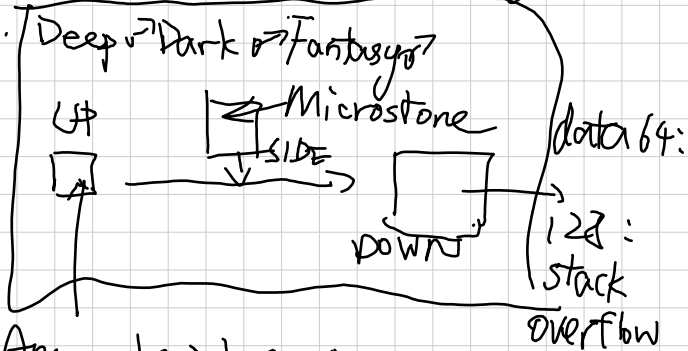 Deep Dark Fantasy
UP
Microstone
SIDE
DOWN
data 64:
128:
stack
overflow